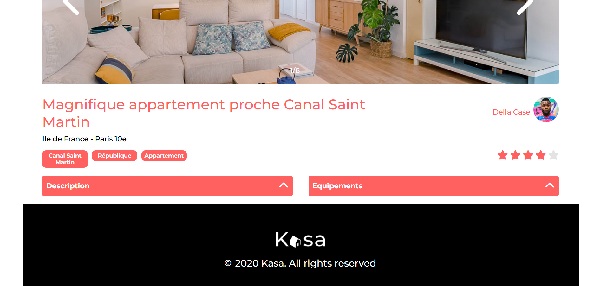 Magnifique appartement proche Canal Saint
Martin
Della Case
Ile de France - Paris 10e
Canal Saint
Martin
République
Appartement
Description
Equipements
Kasa
© 2020 Kasa. All rights reserved